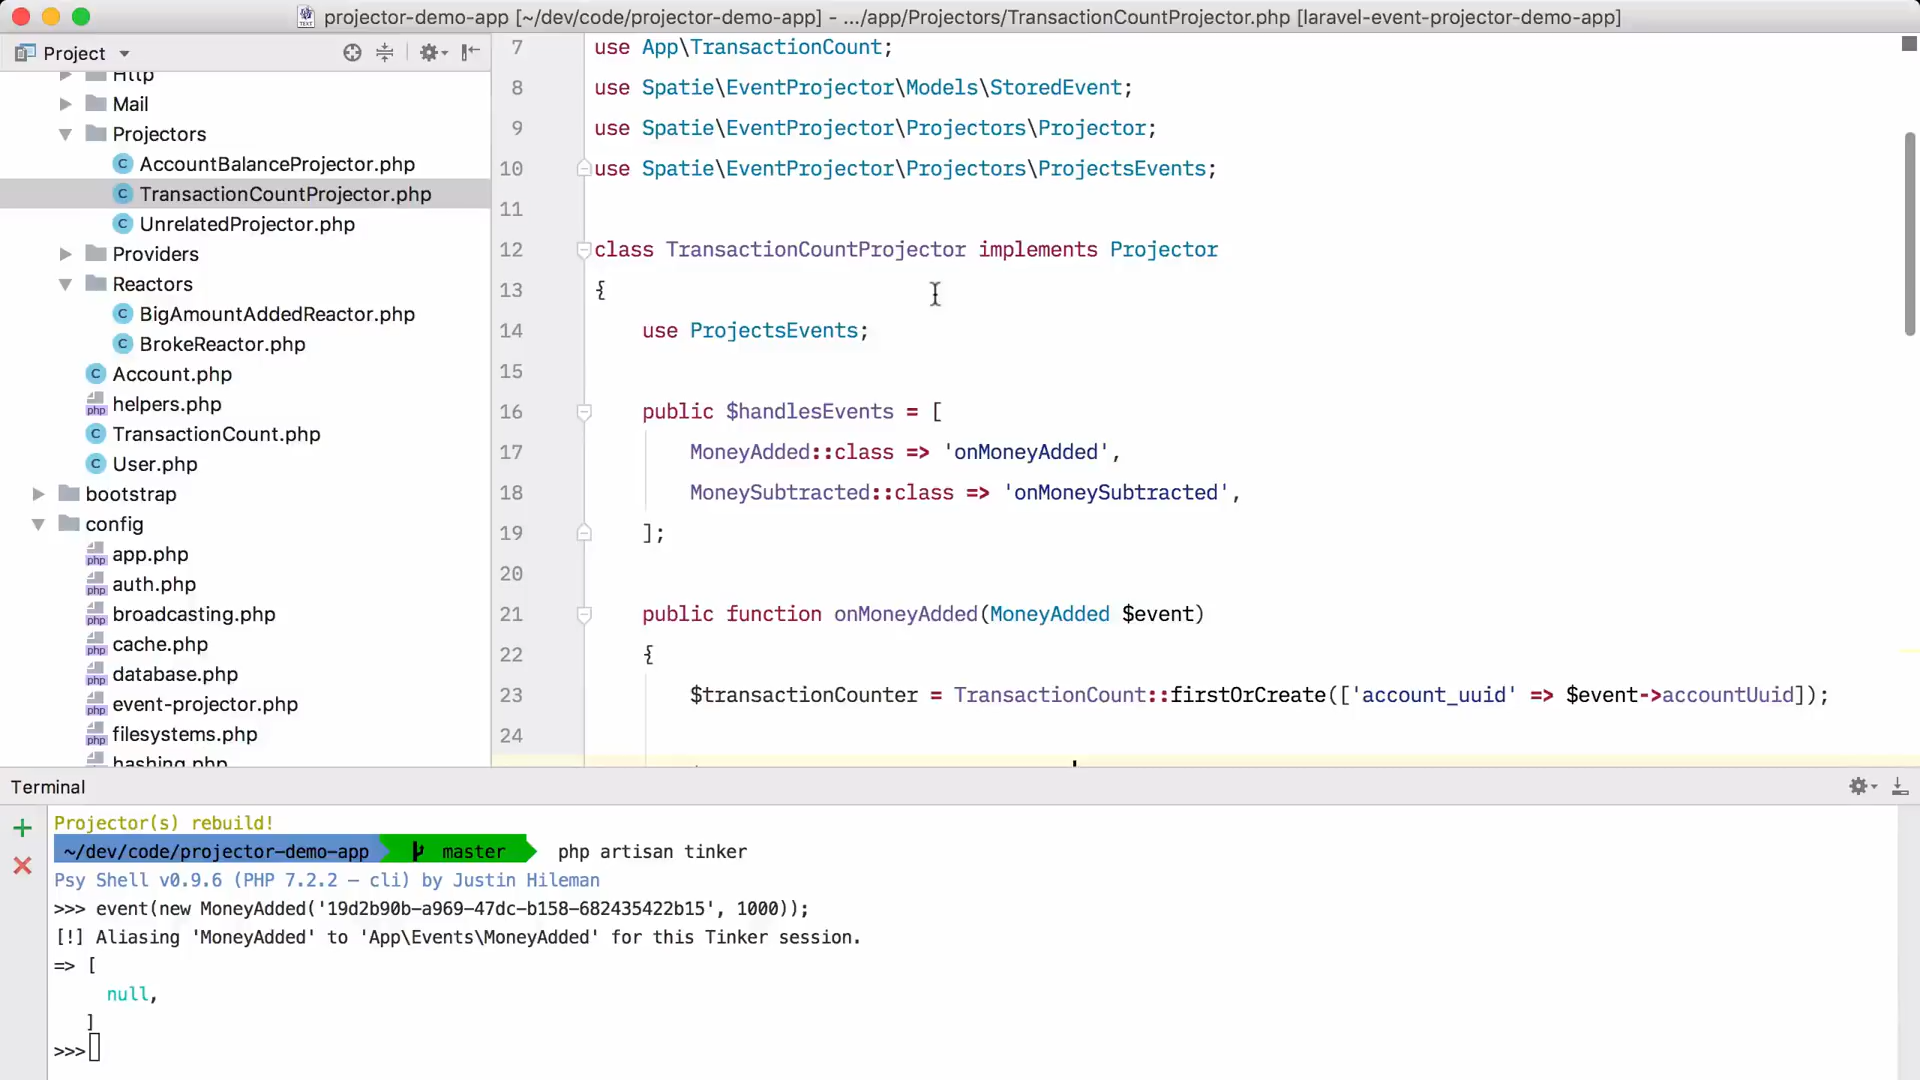 projector-demo-app [~/dev/code/projector-demo-app] - .../app/Projectors/TransactionCountProjector.php [laravel-event-projector-demo-app]
Project
Http
Mail
Projectors
AccountBalanceProjector.php
TransactionCountProjector.php
UnrelatedProjector.php
Providers
Reactors
BigAmountAddedReactor.php
BrokeReactor.php
Account.php
helpers.php
TransactionCount.php
User.php
bootstrap
config
app.php
auth.php
broadcasting.php
cache.php
database.php
event-projector.php
filesystems.php
hashing.php
7 use App\TransactionCount;
8 use Spatie\EventProjector\Models\StoredEvent;
9 use Spatie\EventProjector\Projectors\Projector;
10 use Spatie\EventProjector\Projectors\ProjectsEvents;
11
12 class TransactionCountProjector implements Projector
13 {
14     use ProjectsEvents;
15
16     public $handlesEvents = [
17         MoneyAdded::class => 'onMoneyAdded',
18         MoneySubtracted::class => 'onMoneySubtracted',
19     ];
20
21     public function onMoneyAdded(MoneyAdded $event)
22     {
23         $transactionCounter = TransactionCount::firstOrCreate(['account_uuid' => $event->accountUuid]);
24
Terminal
Projector(s) rebuild!
~/dev/code/projector-demo-app master php artisan tinker
Psy Shell v0.9.6 (PHP 7.2.2 — cli) by Justin Hileman
>>> event(new MoneyAdded('19d2b90b-a969-47dc-b158-682435422b15', 1000));
[!] Aliasing 'MoneyAdded' to 'App\Events\MoneyAdded' for this Tinker session.
=> [
     null,
   ]
>>>